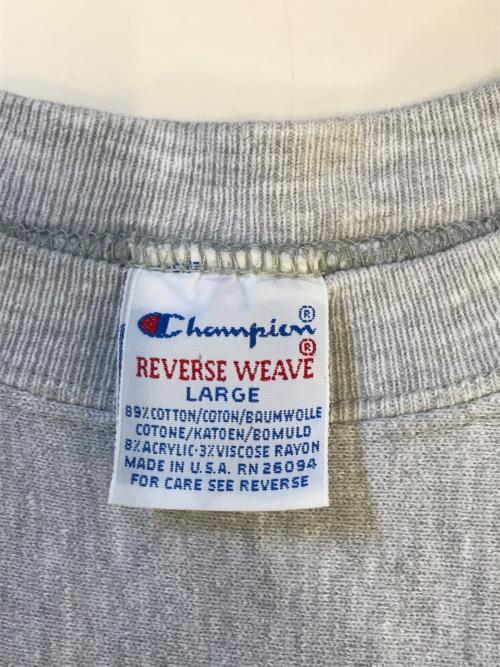 Champion®
REVERSE WEAVE®
LARGE
89% COTTON/COTON/BAUMWOLLE
COTONE/KATOEN/BOMULD
8% ACRYLIC-3% VISCOSE RAYON
MADE IN U.S.A. RN 26094
FOR CARE SEE REVERSE